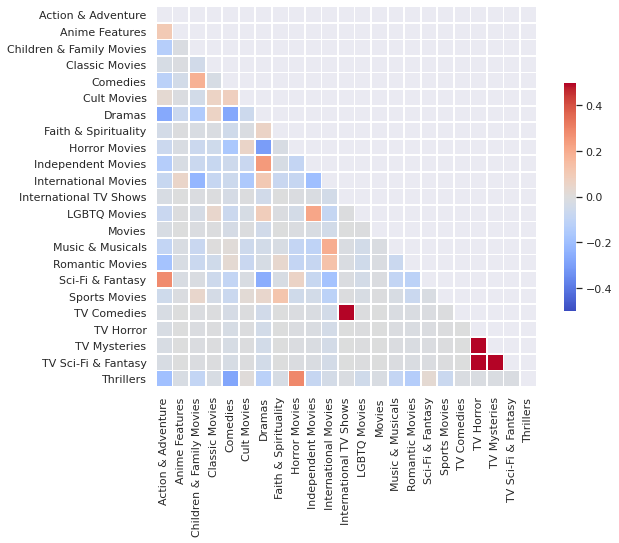 Action & Adventure
Anime Features
Children & Family Movies
Classic Movies
Comedies
Cult Movies
Dramas
Faith & Spirituality
Horror Movies
Independent Movies
International Movies
International TV Shows
LGBTQ Movies
Movies
Music & Musicals
Romantic Movies
Sci-Fi & Fantasy
Sports Movies
TV Comedies
TV Horror
TV Mysteries
TV Sci-Fi & Fantasy
Thrillers
Action & Adventure
Anime Features
Children & Family Movies
Classic Movies
Comedies
Cult Movies
Dramas
Faith & Spirituality
Horror Movies
Independent Movies
International Movies
International TV Shows
LGBTQ Movies
Movies
Music & Musicals
Romantic Movies
Sci-Fi & Fantasy
Sports Movies
TV Comedies
TV Horror
TV Mysteries
TV Sci-Fi & Fantasy
Thrillers
0.4
0.2
0.0
−0.2
−0.4